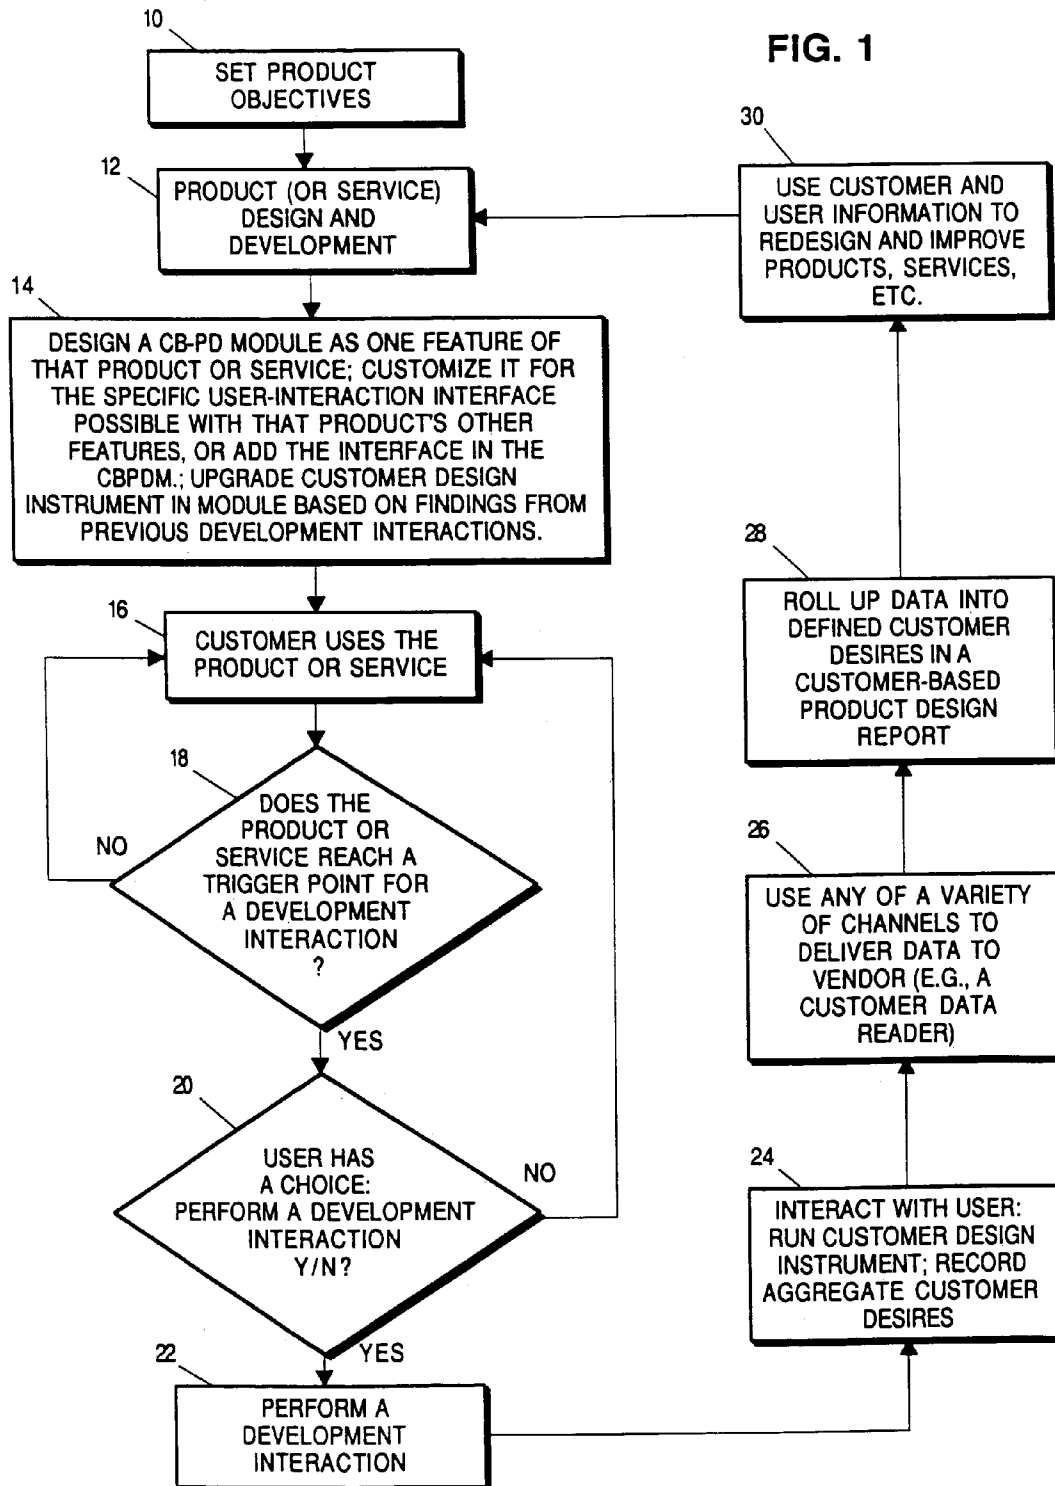 FIG. 1
10
SET PRODUCT
OBJECTIVES
12
PRODUCT (OR SERVICE)
DESIGN AND
DEVELOPMENT
14
DESIGN A CB-PD MODULE AS ONE FEATURE OF
THAT PRODUCT OR SERVICE; CUSTOMIZE IT FOR
THE SPECIFIC USER-INTERACTION INTERFACE
POSSIBLE WITH THAT PRODUCT'S OTHER
FEATURES, OR ADD THE INTERFACE IN THE
CBPDM.; UPGRADE CUSTOMER DESIGN
INSTRUMENT IN MODULE BASED ON FINDINGS FROM
PREVIOUS DEVELOPMENT INTERACTIONS.
16
CUSTOMER USES THE
PRODUCT OR SERVICE
18
DOES THE
PRODUCT OR
SERVICE REACH A
TRIGGER POINT FOR
A DEVELOPMENT
INTERACTION
?
NO
YES
20
USER HAS
A CHOICE:
PERFORM A DEVELOPMENT
INTERACTION
Y/N?
NO
YES
22
PERFORM A
DEVELOPMENT
INTERACTION
24
INTERACT WITH USER:
RUN CUSTOMER DESIGN
INSTRUMENT; RECORD
AGGREGATE CUSTOMER
DESIRES
26
USE ANY OF A VARIETY
OF CHANNELS TO
DELIVER DATA TO
VENDOR (E.G., A
CUSTOMER DATA
READER)
28
ROLL UP DATA INTO
DEFINED CUSTOMER
DESIRES IN A
CUSTOMER-BASED
PRODUCT DESIGN
REPORT
30
USE CUSTOMER AND
USER INFORMATION TO
REDESIGN AND IMPROVE
PRODUCTS, SERVICES,
ETC.